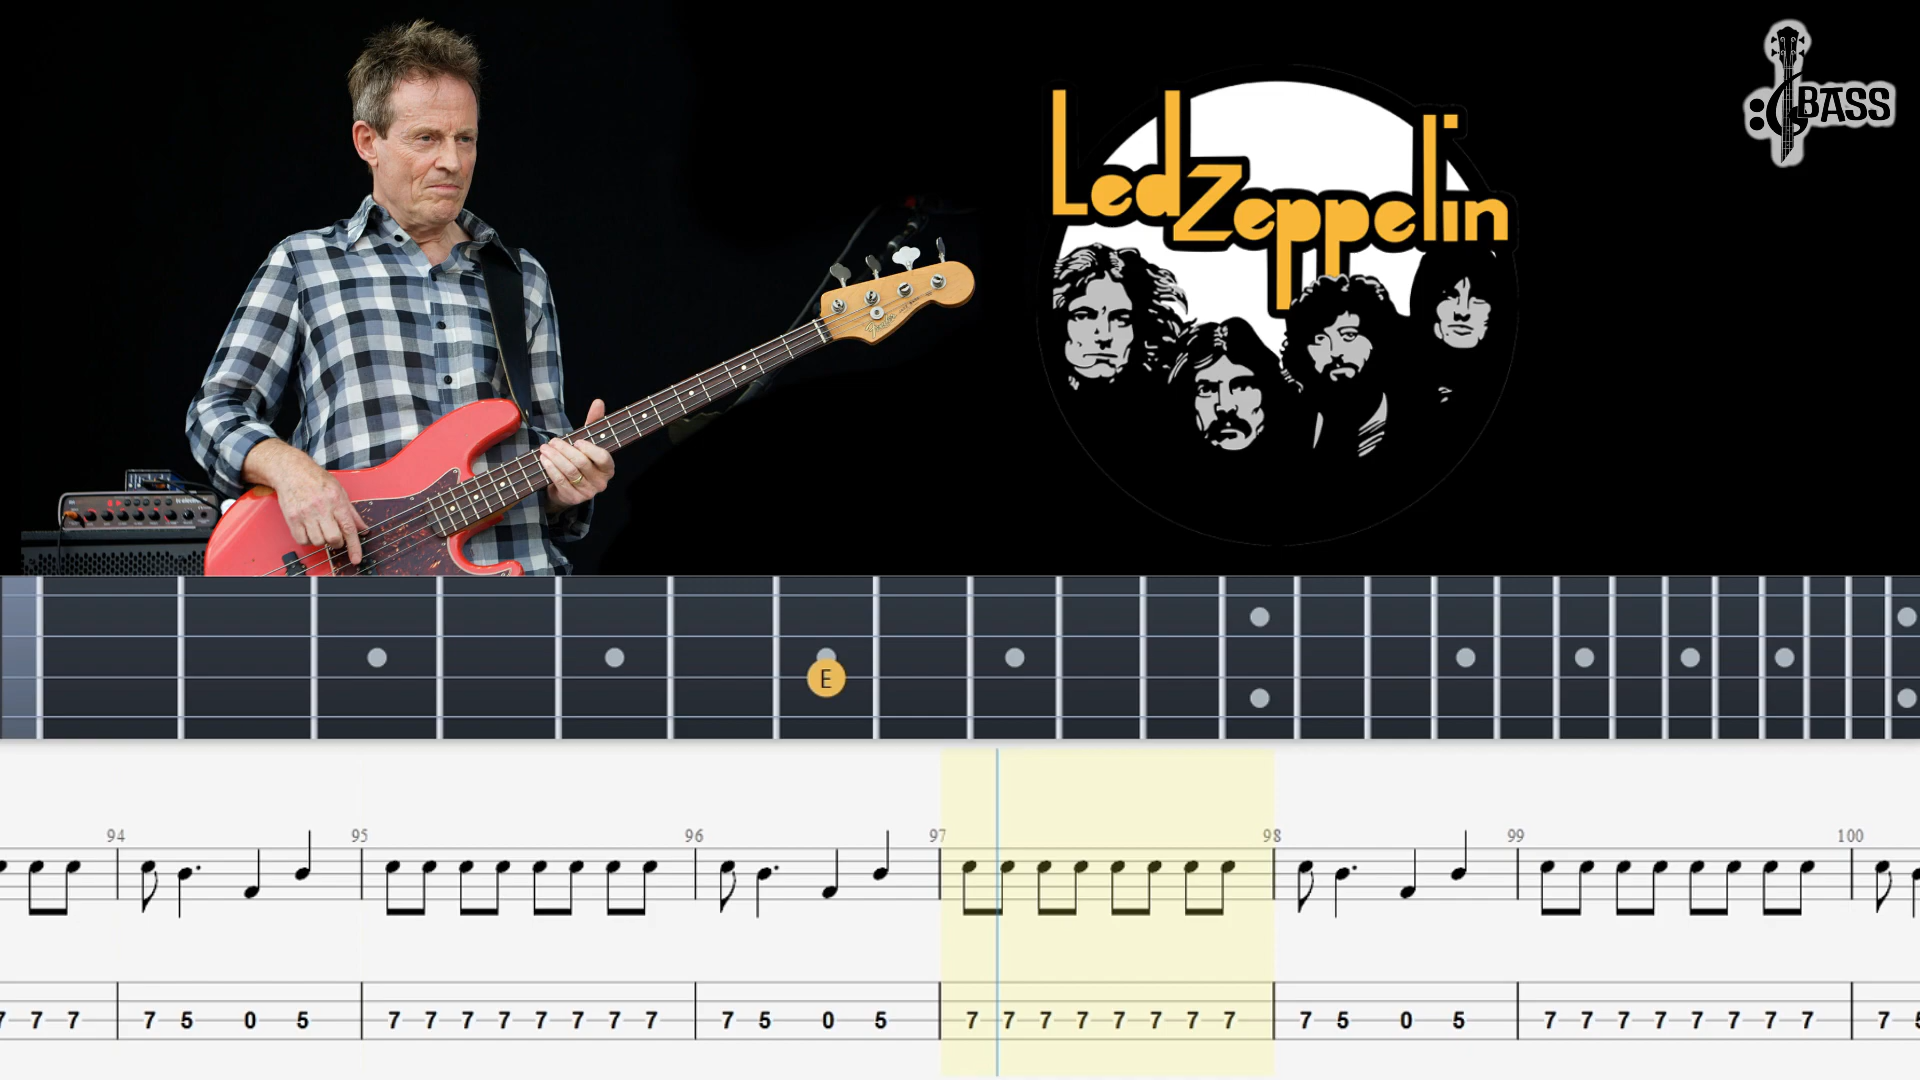 BASS
Led Zeppelin
Fender
E
94 95 96 97 98 99 100
7 7 7 5 0 5 7 7 7 7 7 7 7 7 7 5 0 5 7 7 7 7 7 7 7 7 7 5 0 5 7 7 7 7 7 7 7 7 7